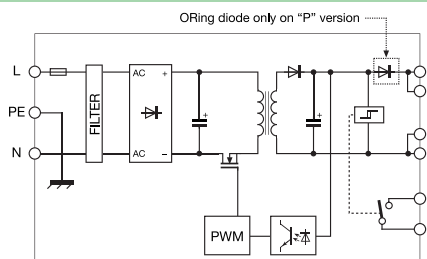 ORing diode only on “P” version
L
AC +
PE
FILTER
+
+
N
AC −
PWM